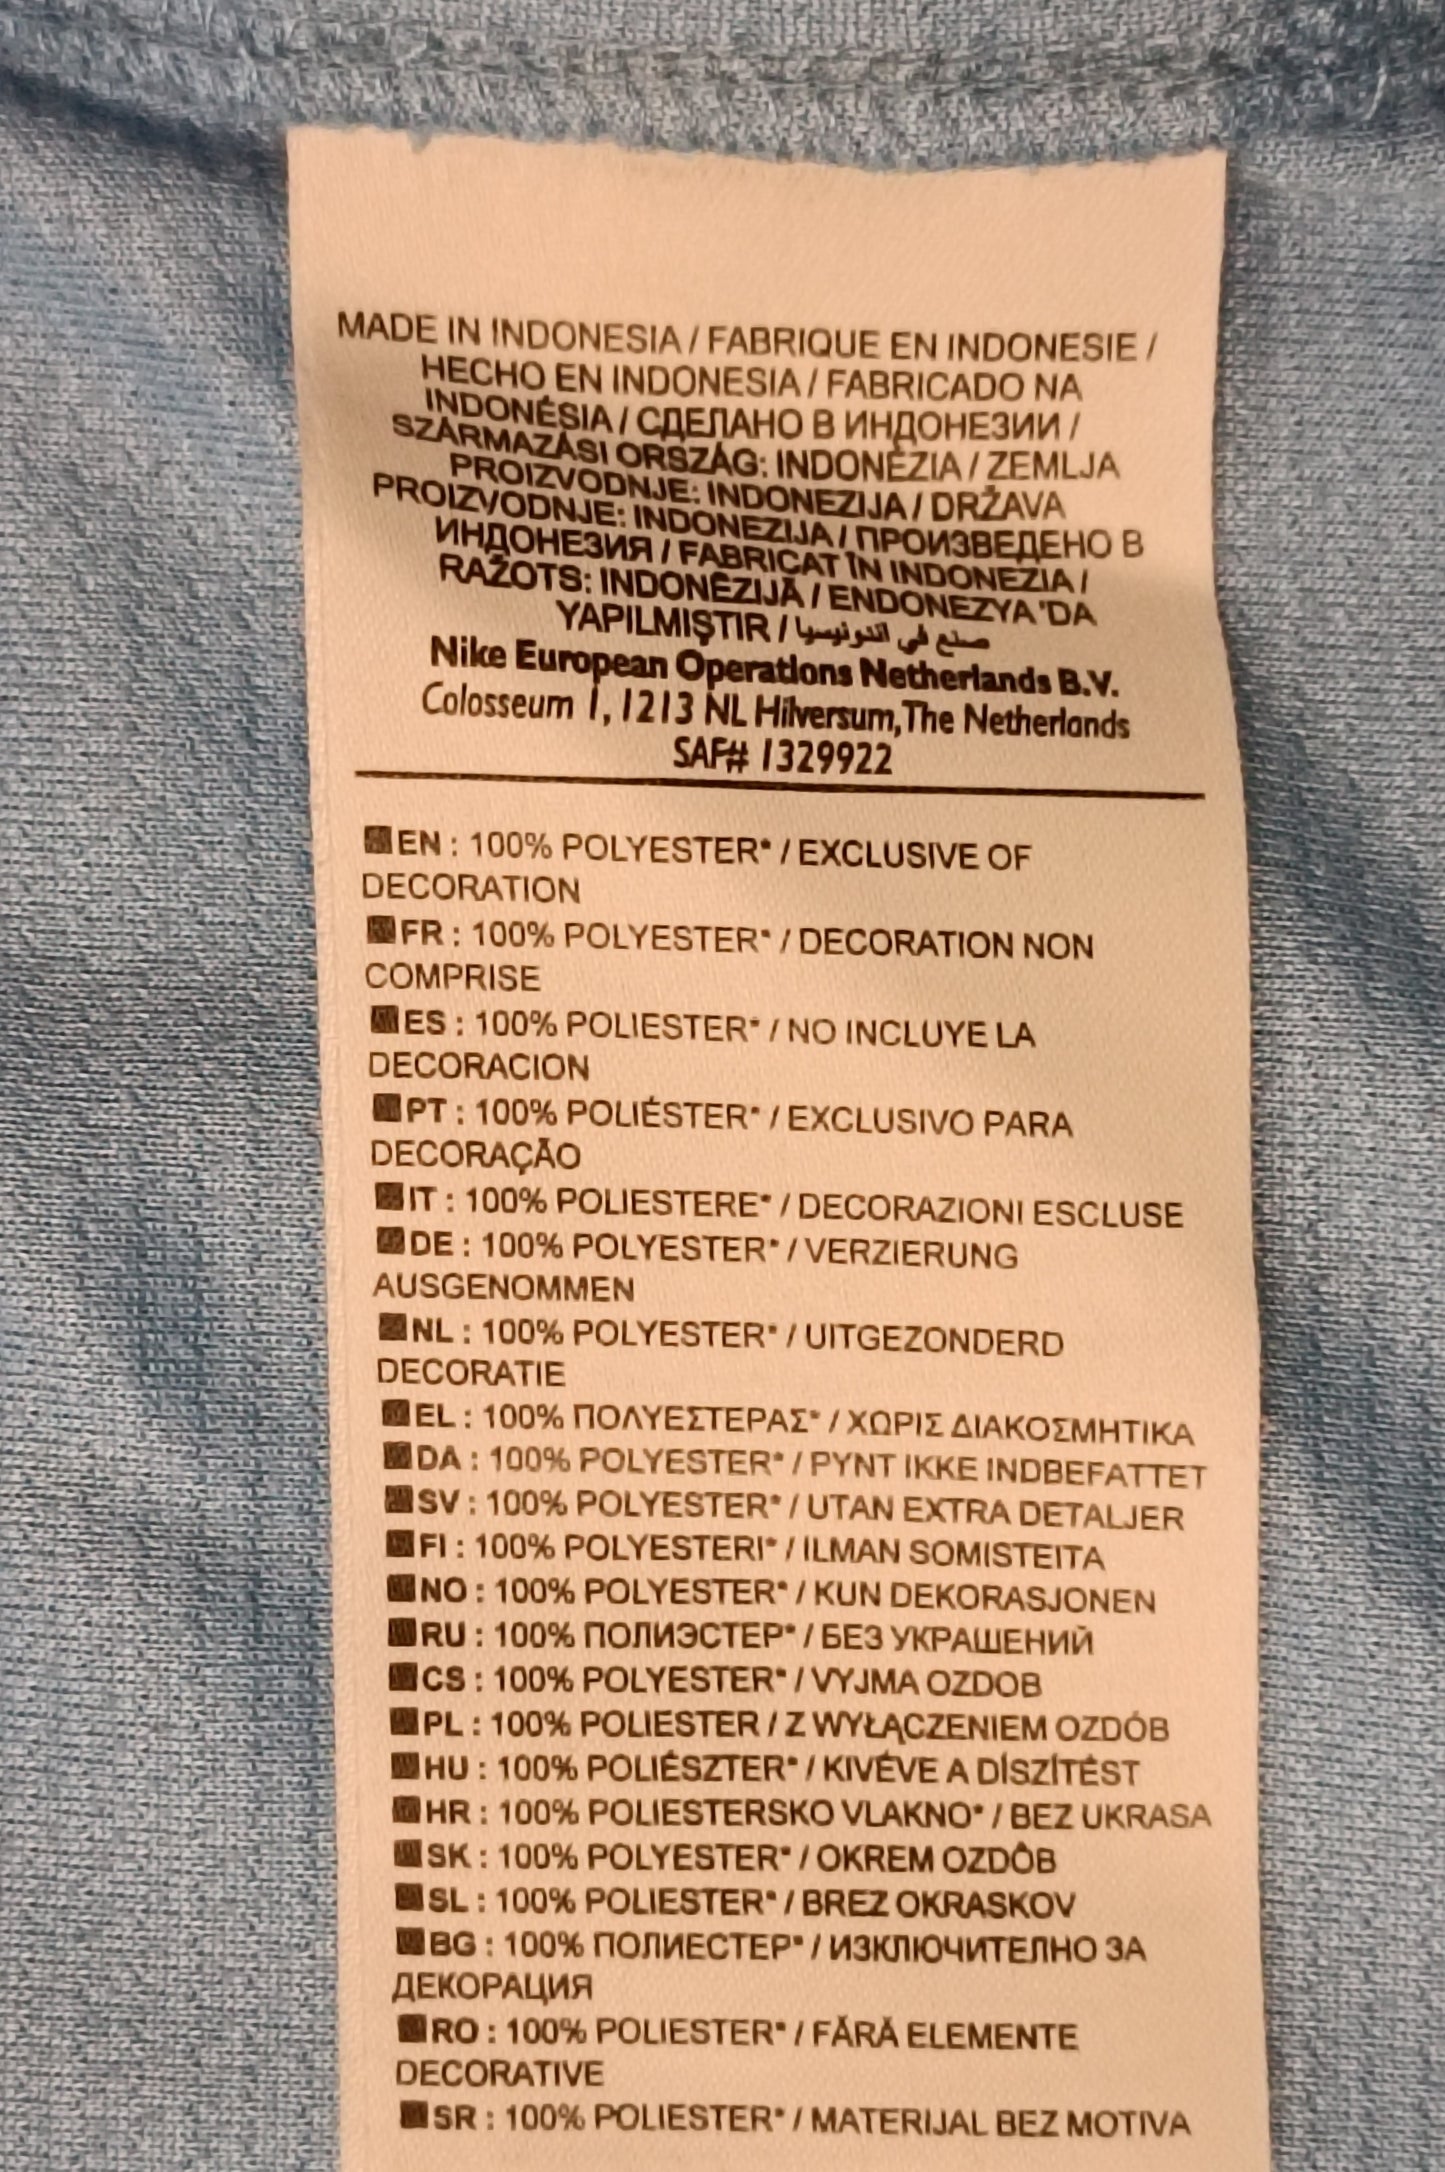 MADE IN INDONESIA / FABRIQUE EN INDONESIE /
HECHO EN INDONESIA / FABRICADO NA
INDONÉSIA / СДЕЛАНО В ИНДОНЕЗИИ /
SZÁRMAZÁSI ORSZÁG: INDONÉZIA / ZEMLJA
PROIZVODNJE: INDONEZIJA / DRŽAVA
PROIZVODNJE: INDONEZIJA / ПРОИЗВЕДЕНО В
ИНДОНЕЗИЯ / FABRICAT ÎN INDONEZIA /
RAŽOTS: INDONĒZIJĀ / ENDONEZYA'DA
YAPILMIŞTIR / صنع في اندونيسيا
Nike European Operations Netherlands B.V.
Colosseum 1, 1213 NL Hilversum, The Netherlands
SAF# 1329922
EN : 100% POLYESTER* / EXCLUSIVE OF
DECORATION
FR : 100% POLYESTER* / DECORATION NON
COMPRISE
ES : 100% POLIESTER* / NO INCLUYE LA
DECORACION
PT : 100% POLIÉSTER* / EXCLUSIVO PARA
DECORAÇÃO
IT : 100% POLIESTERE* / DECORAZIONI ESCLUSE
DE : 100% POLYESTER* / VERZIERUNG
AUSGENOMMEN
NL : 100% POLYESTER* / UITGEZONDERD
DECORATIE
EL : 100% ΠΟΛΥΕΣΤΕΡΑΣ* / ΧΩΡΙΣ ΔΙΑΚΟΣΜΗΤΙΚΑ
DA : 100% POLYESTER* / PYNT IKKE INDBEFATTET
SV : 100% POLYESTER* / UTAN EXTRA DETALJER
FI : 100% POLYESTERI* / ILMAN SOMISTEITA
NO : 100% POLYESTER* / KUN DEKORASJONEN
RU : 100% ПОЛИЭСТЕР* / БЕЗ УКРАШЕНИЙ
CS : 100% POLYESTER* / VYJMA OZDOB
PL : 100% POLIESTER / Z WYŁĄCZENIEM OZDÓB
HU : 100% POLIÉSZTER* / KIVÉVE A DÍSZÍTÉST
HR : 100% POLIESTERSKO VLAKNO* / BEZ UKRASA
SK : 100% POLYESTER* / OKREM OZDÔB
SL : 100% POLIESTER* / BREZ OKRASKOV
BG : 100% ПОЛИЕСТЕР* / ИЗКЛЮЧИТЕЛНО ЗА
ДЕКОРАЦИЯ
RO : 100% POLIESTER* / FĂRĂ ELEMENTE
DECORATIVE
SR : 100% POLIESTER* / MATERIJAL BEZ MOTIVA